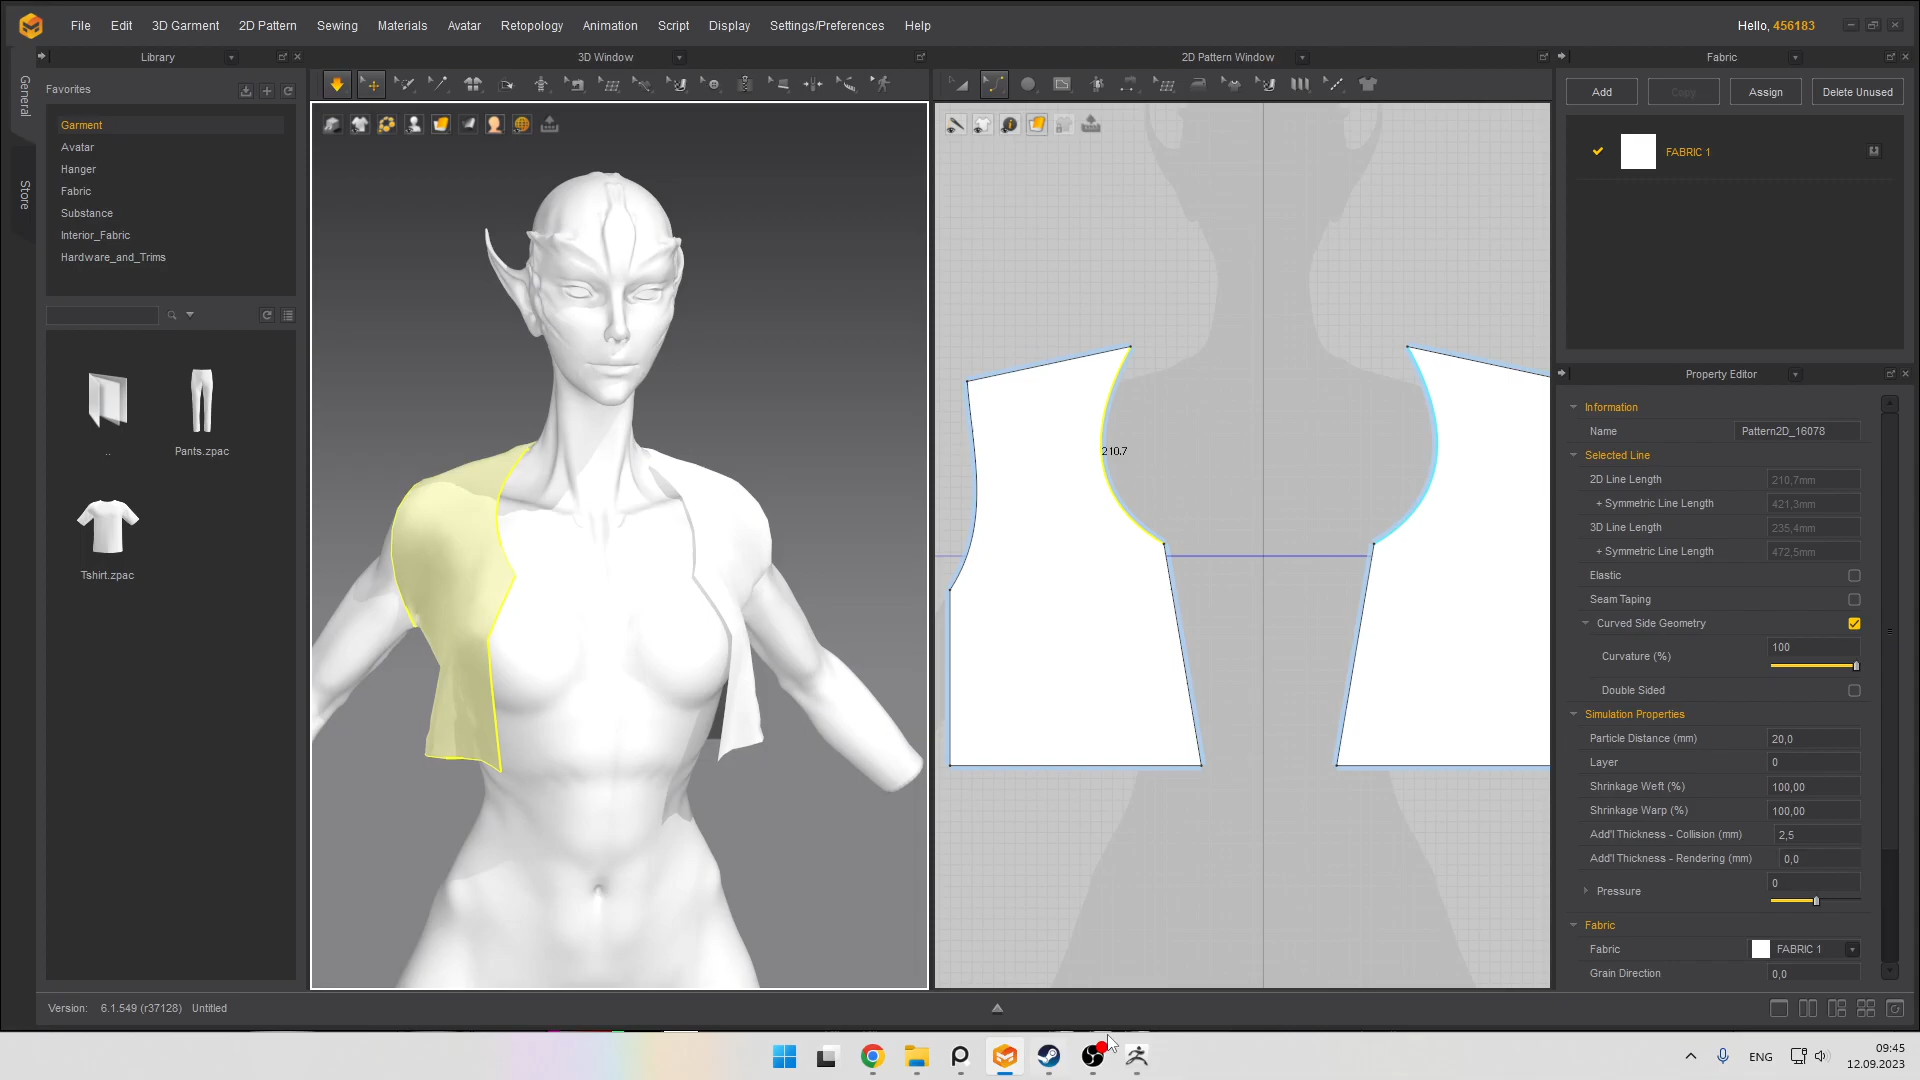 File Edit 3D Garment 2D Pattern Sewing Materials Avatar Retopology Animation Script Display Settings/Preferences Help
Hello, 456183
Library
3D Window
2D Pattern Window
Fabric
General
Store
Favorites
Garment
Avatar
Hanger
Fabric
Substance
Interior_Fabric
Hardware_and_Trims
..
Pants.zpac
Tshirt.zpac
210.7
Add Copy Assign Delete Unused
FABRIC 1
Property Editor
Information
Name Pattern2D_16078
Selected Line
2D Line Length 210,7mm
+ Symmetric Line Length 421,3mm
3D Line Length 235,4mm
+ Symmetric Line Length 472,5mm
Elastic
Seam Taping
Curved Side Geometry
Curvature (%) 100
Double Sided
Simulation Properties
Particle Distance (mm) 20,0
Layer 0
Shrinkage Weft (%) 100,00
Shrinkage Warp (%) 100,00
Add'l Thickness - Collision (mm) 2,5
Add'l Thickness - Rendering (mm) 0,0
Pressure 0
Fabric
Fabric FABRIC 1
Grain Direction 0,0
Version: 6.1.549 (r37128) Untitled
ENG
09:45
12.09.2023